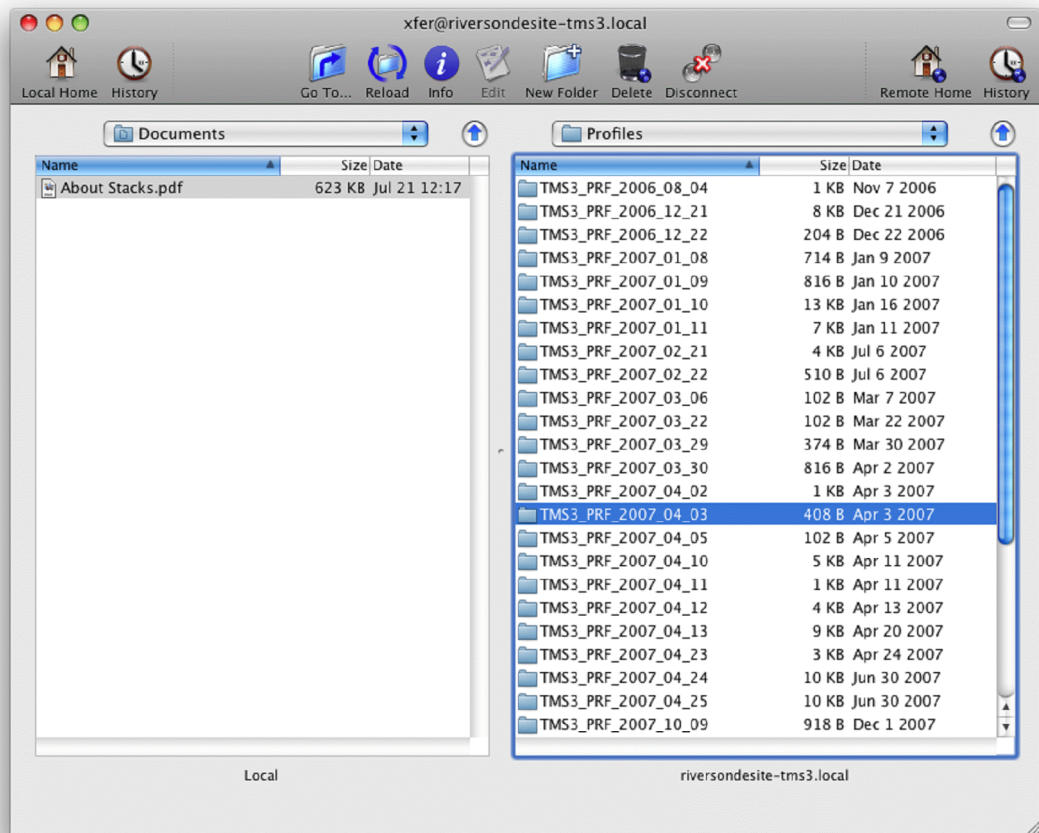 xfer@riversondesite-tms3.local
Local Home History Go To... Reload Info Edit New Folder Delete Disconnect Remote Home History
Documents
Name Size Date
About Stacks.pdf 623 KB Jul 21 12:17
Local
Profiles
Name Size Date
TMS3_PRF_2006_08_04 1 KB Nov 7 2006
TMS3_PRF_2006_12_21 8 KB Dec 21 2006
TMS3_PRF_2006_12_22 204 B Dec 22 2006
TMS3_PRF_2007_01_08 714 B Jan 9 2007
TMS3_PRF_2007_01_09 816 B Jan 10 2007
TMS3_PRF_2007_01_10 13 KB Jan 16 2007
TMS3_PRF_2007_01_11 7 KB Jan 11 2007
TMS3_PRF_2007_02_21 4 KB Jul 6 2007
TMS3_PRF_2007_02_22 510 B Jul 6 2007
TMS3_PRF_2007_03_06 102 B Mar 7 2007
TMS3_PRF_2007_03_22 102 B Mar 22 2007
TMS3_PRF_2007_03_29 374 B Mar 30 2007
TMS3_PRF_2007_03_30 816 B Apr 2 2007
TMS3_PRF_2007_04_02 1 KB Apr 3 2007
TMS3_PRF_2007_04_03 408 B Apr 3 2007
TMS3_PRF_2007_04_05 102 B Apr 5 2007
TMS3_PRF_2007_04_10 5 KB Apr 11 2007
TMS3_PRF_2007_04_11 1 KB Apr 11 2007
TMS3_PRF_2007_04_12 4 KB Apr 13 2007
TMS3_PRF_2007_04_13 9 KB Apr 20 2007
TMS3_PRF_2007_04_23 3 KB Apr 24 2007
TMS3_PRF_2007_04_24 10 KB Jun 30 2007
TMS3_PRF_2007_04_25 10 KB Jun 30 2007
TMS3_PRF_2007_10_09 918 B Dec 1 2007
riversondesite-tms3.local